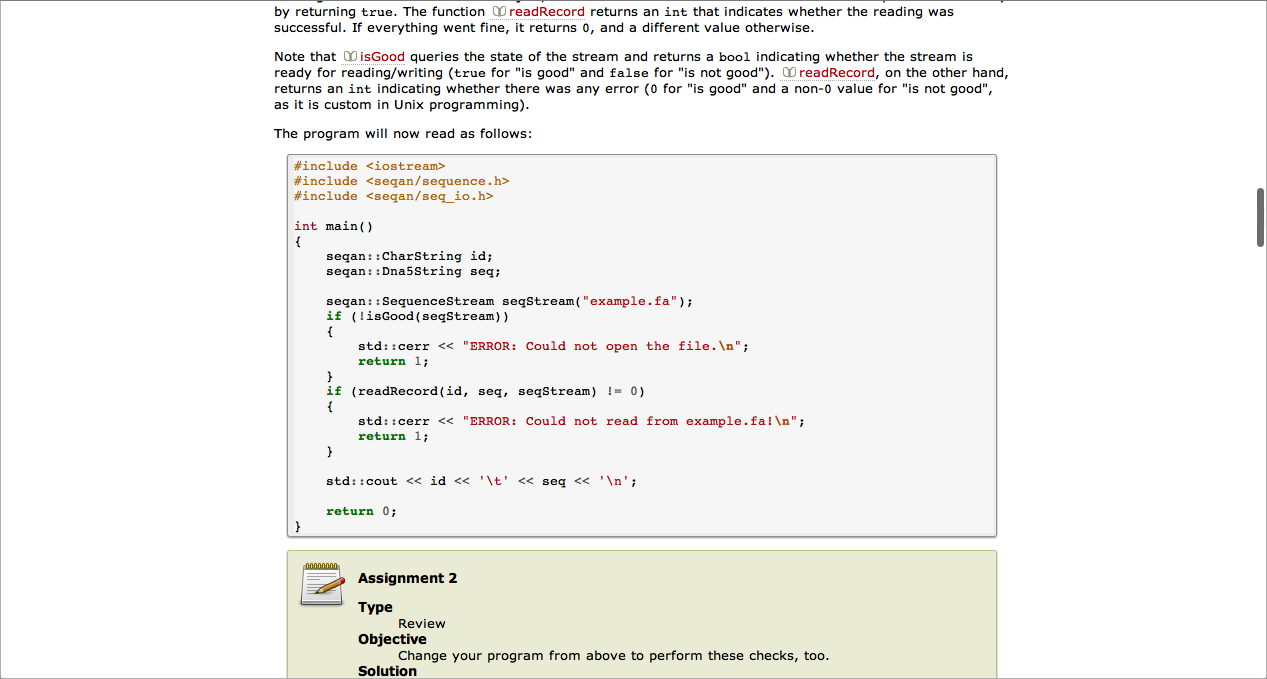 by returning true. The function readRecord returns an int that indicates whether the reading was
successful. If everything went fine, it returns 0, and a different value otherwise.
Note that isGood queries the state of the stream and returns a bool indicating whether the stream is
ready for reading/writing (true for "is good" and false for "is not good"). readRecord, on the other hand,
returns an int indicating whether there was any error (0 for "is good" and a non-0 value for "is not good",
as it is custom in Unix programming).
The program will now read as follows:
#include <iostream>
#include <seqan/sequence.h>
#include <seqan/seq_io.h>
int main()
{
    seqan::CharString id;
    seqan::Dna5String seq;
    seqan::SequenceStream seqStream("example.fa");
    if (!isGood(seqStream))
    {
        std::cerr << "ERROR: Could not open the file.\n";
        return 1;
    }
    if (readRecord(id, seq, seqStream) != 0)
    {
        std::cerr << "ERROR: Could not read from example.fa!\n";
        return 1;
    }
    std::cout << id << '\t' << seq << '\n';
    return 0;
}
Assignment 2
Type
Review
Objective
Change your program from above to perform these checks, too.
Solution